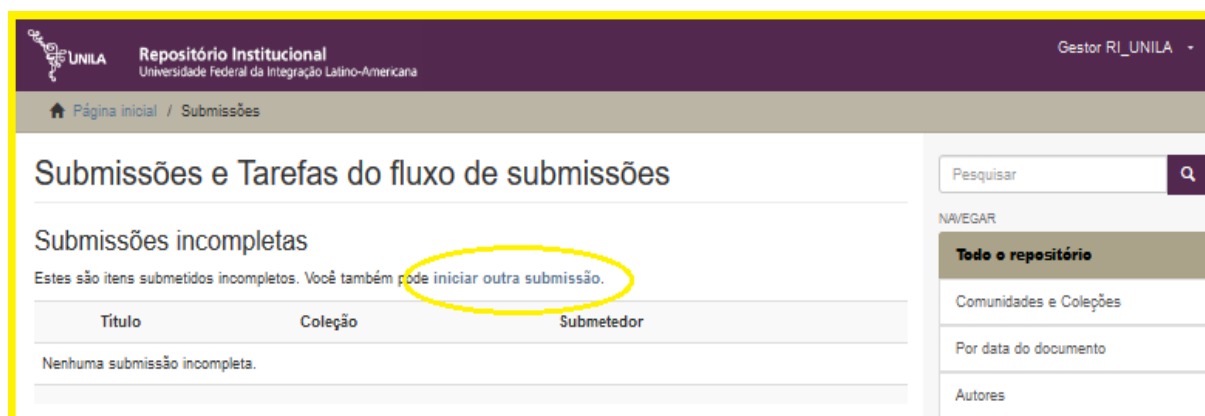 UNILA
Repositório Institucional
Universidade Federal da Integração Latino-Americana
Gestor RI_UNILA
Página inicial / Submissões
Submissões e Tarefas do fluxo de submissões
Submissões incompletas
Estes são itens submetidos incompletos. Você também pode iniciar outra submissão.
Título Coleção Submetedor
Nenhuma submissão incompleta.
Pesquisar
NAVEGAR
Todo o repositório
Comunidades e Coleções
Por data do documento
Autores